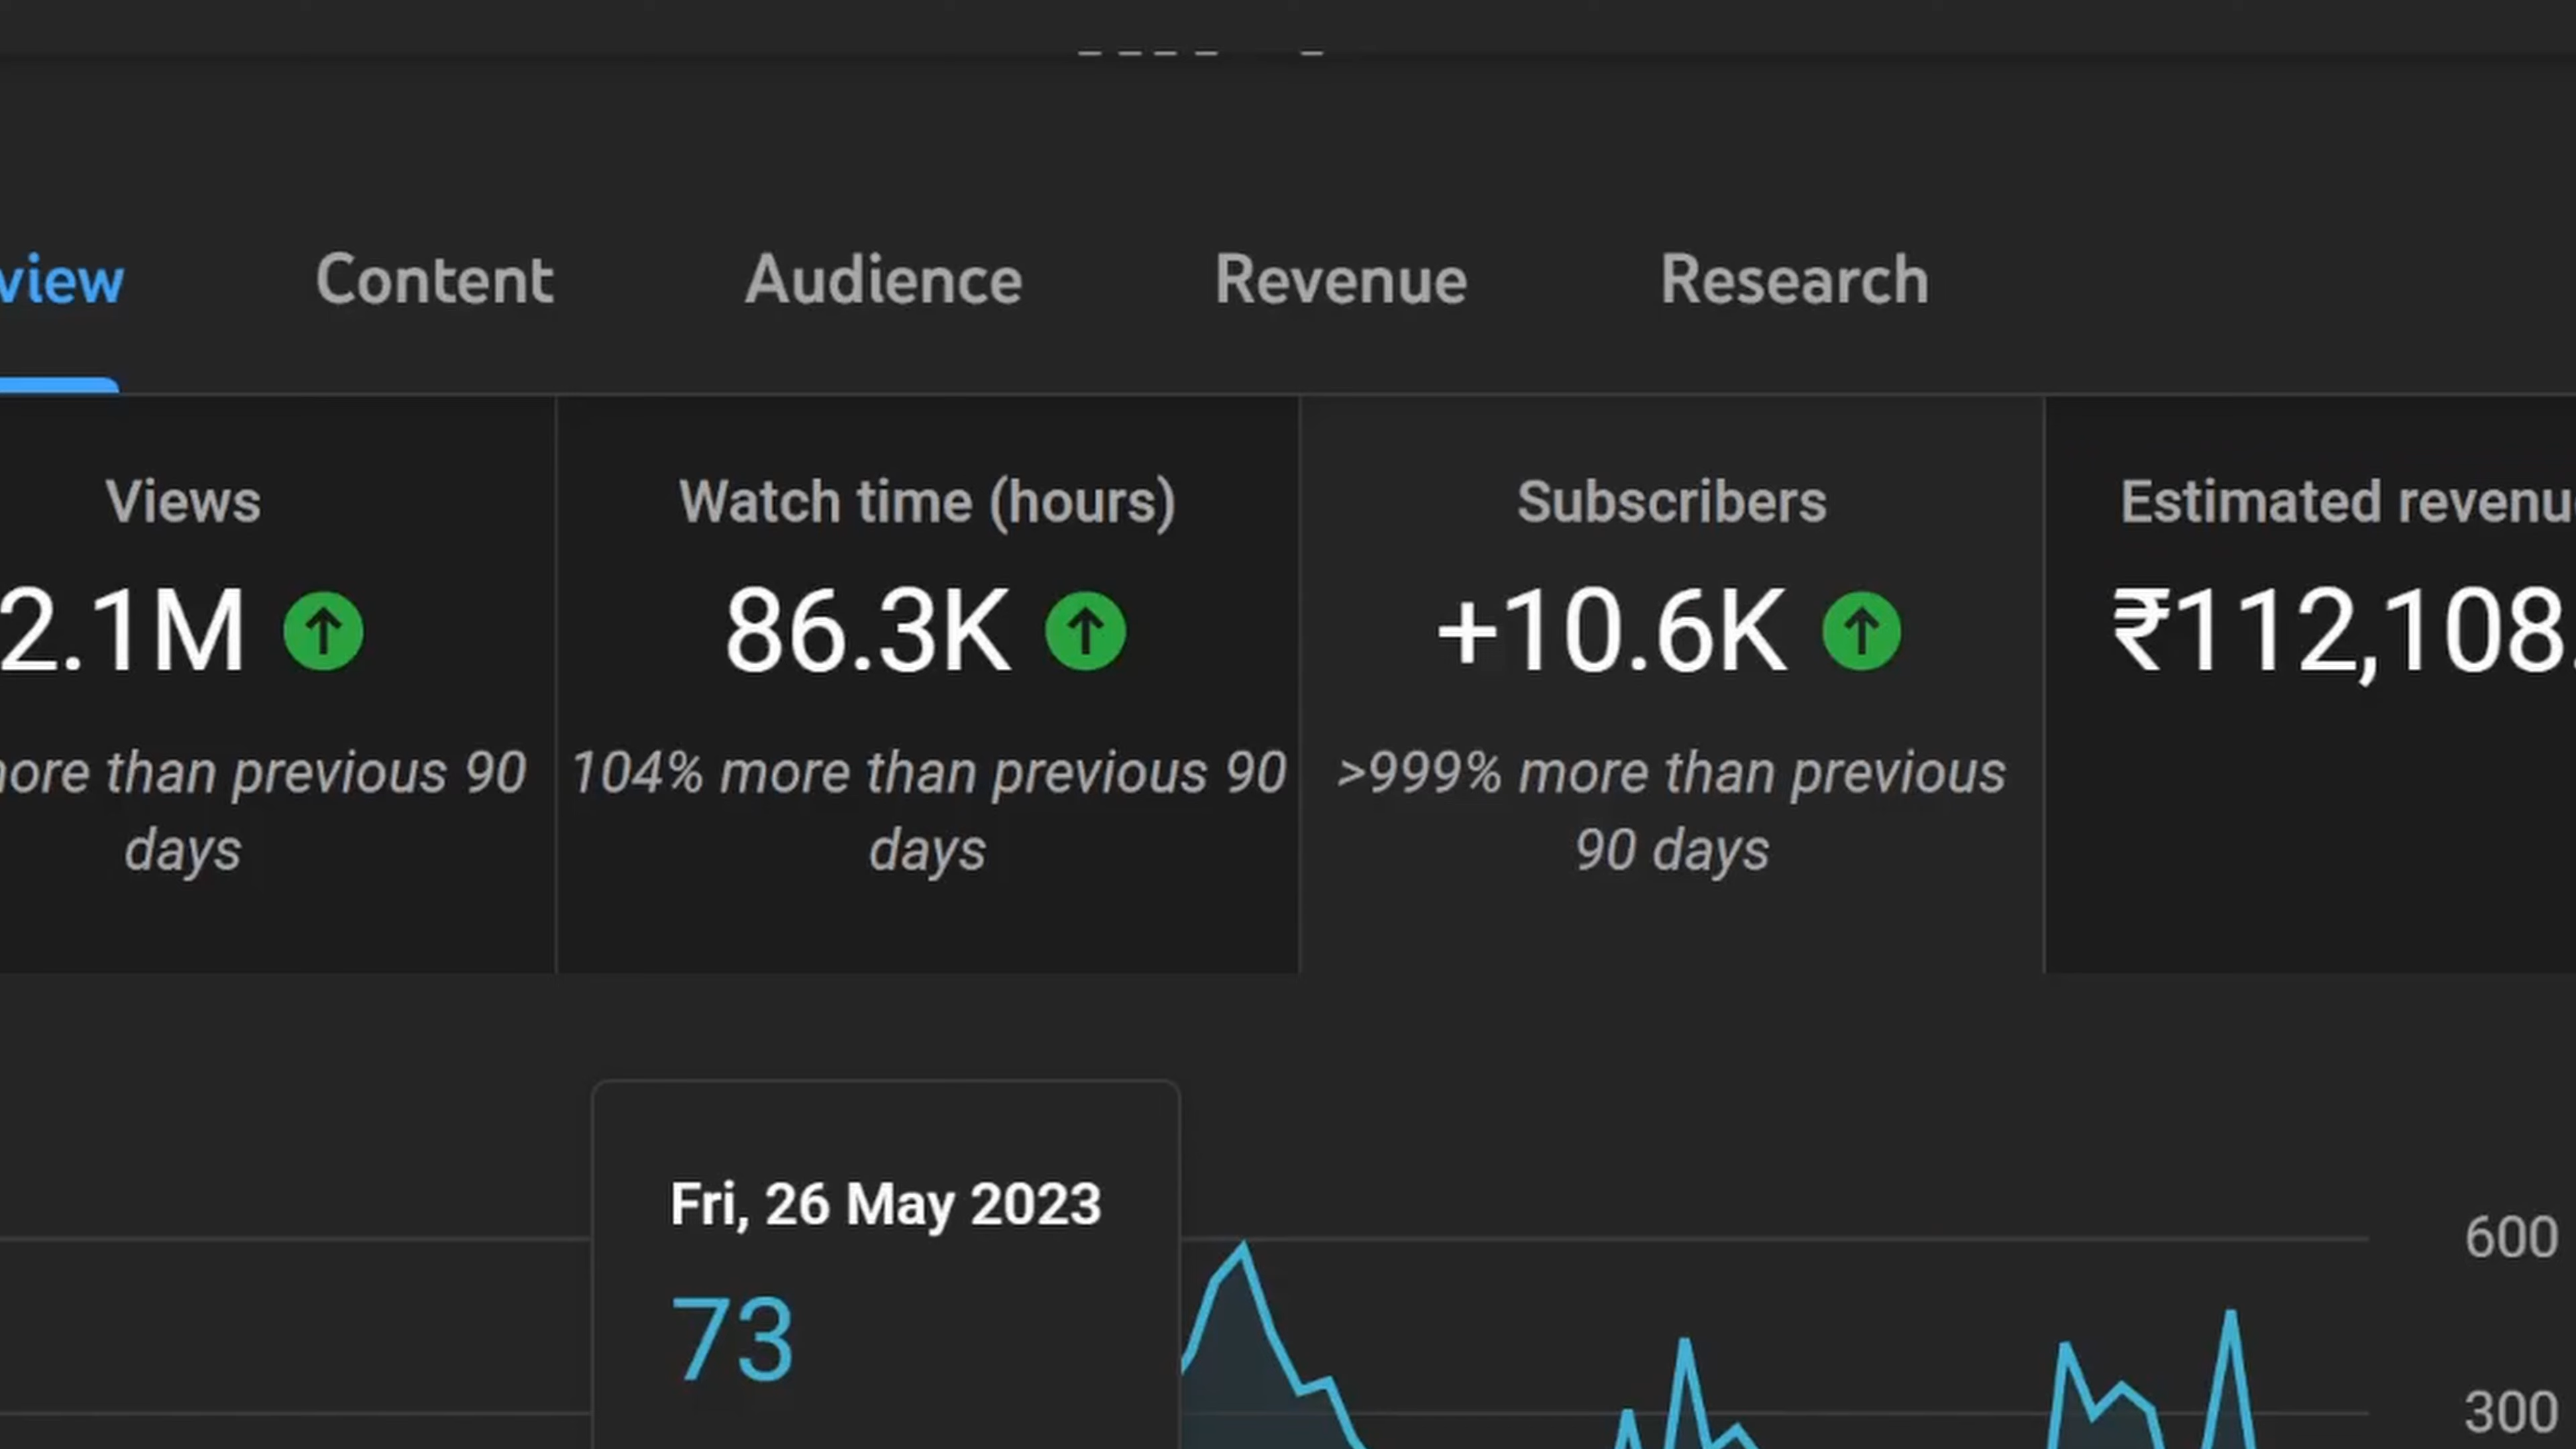 view Content Audience Revenue Research
Views
2.1M
more than previous 90
days
Watch time (hours)
86.3K
104% more than previous 90
days
Subscribers
+10.6K
>999% more than previous
90 days
Estimated revenue
₹112,108.
Fri, 26 May 2023
73
600
300